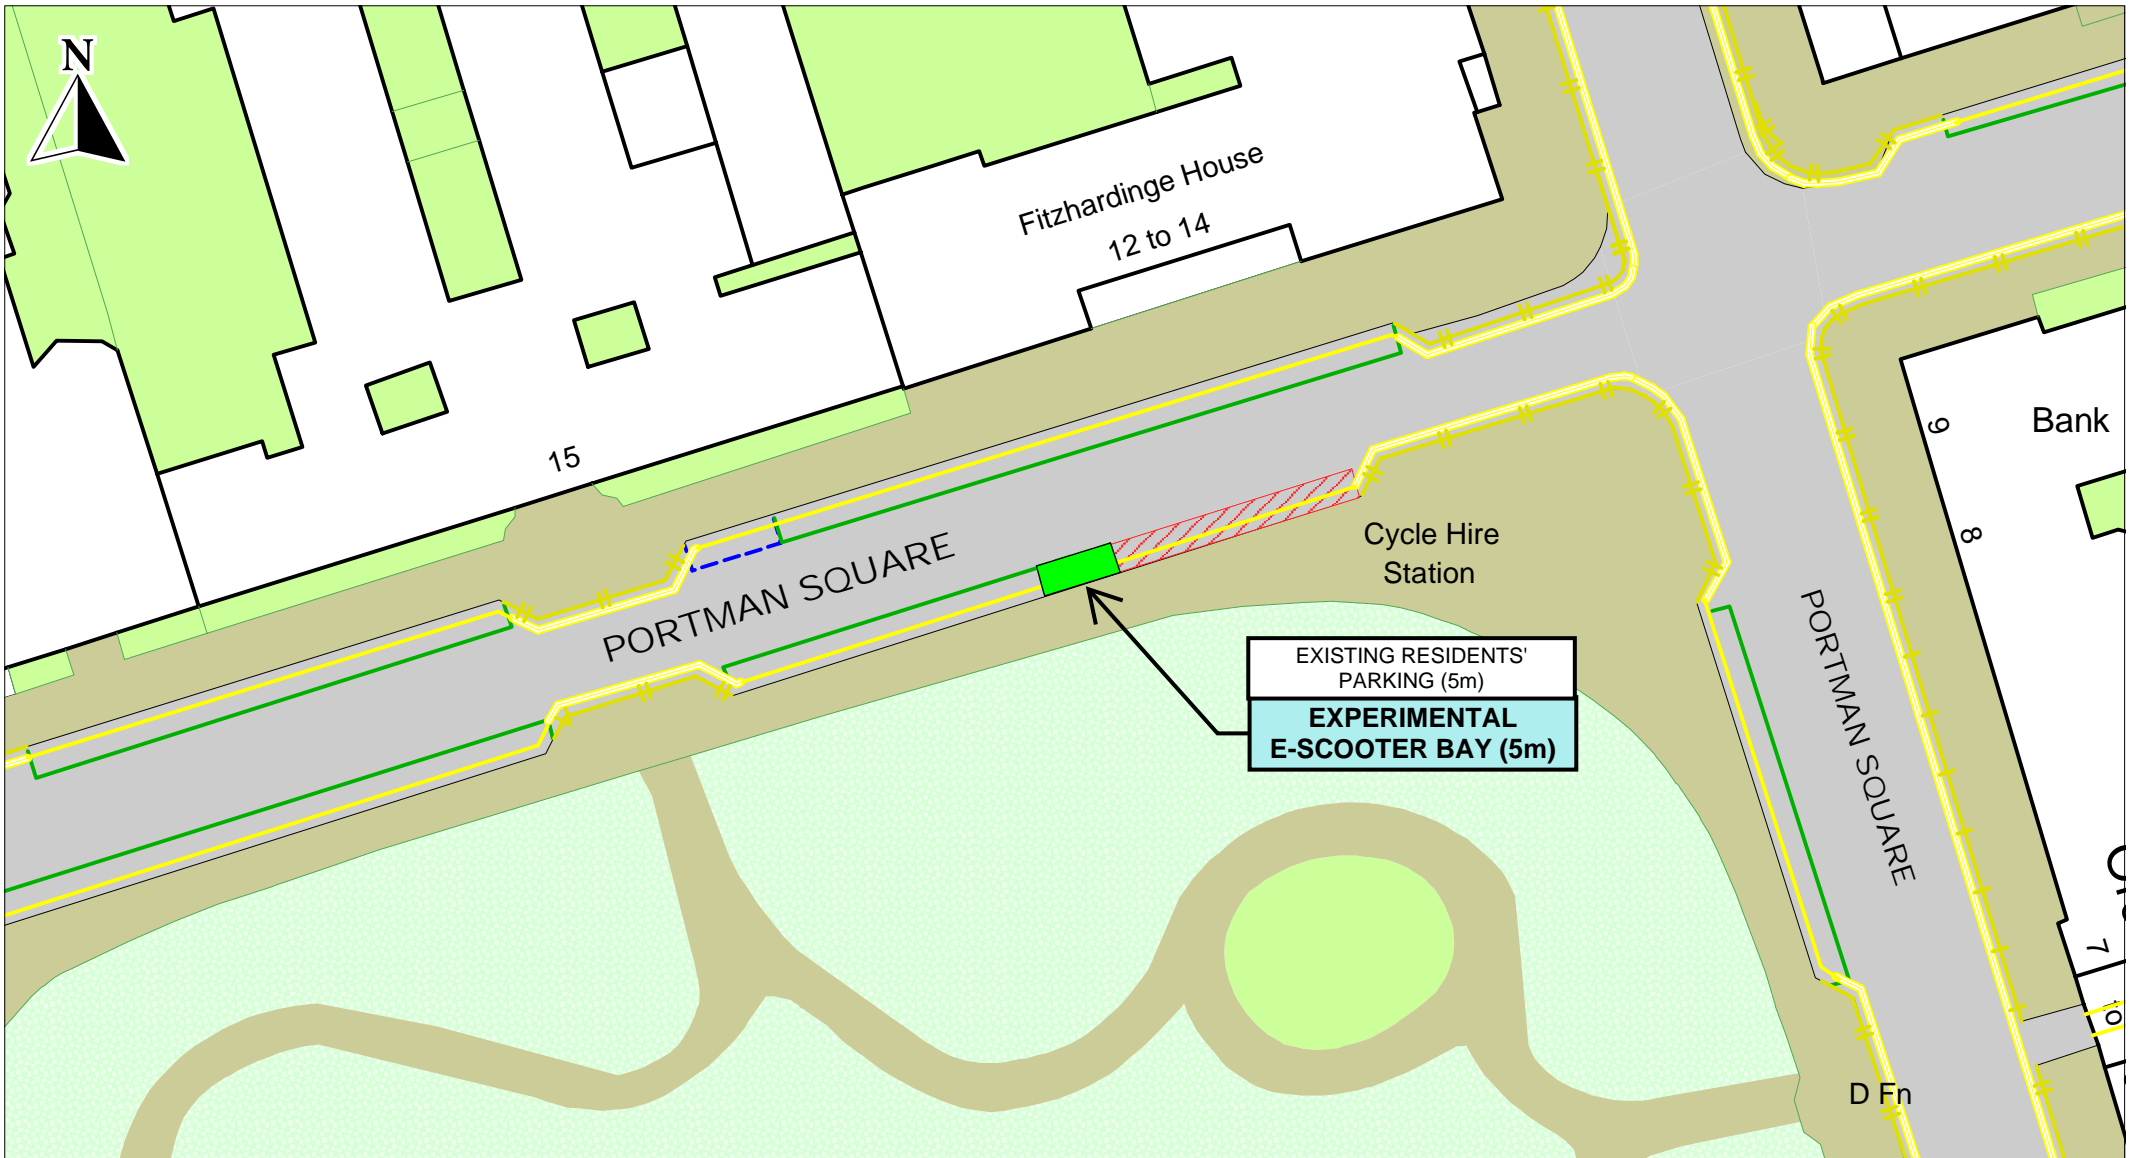 N
Fitzhardinge House
12 to 14
15
9
Bank
8
PORTMAN SQUARE
Cycle Hire
Station
PORTMAN SQUARE
EXISTING RESIDENTS'
PARKING (5m)
EXPERIMENTAL
E-SCOOTER BAY (5m)
7
to
D Fn